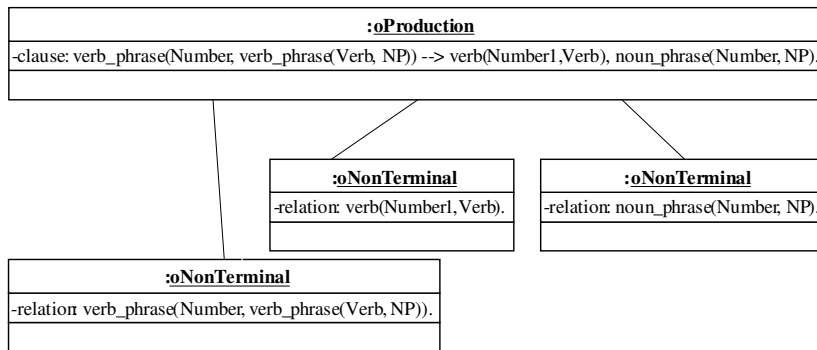 :oProduction
-clause: verb_phrase(Number, verb_phrase(Verb, NP)) --> verb(Number1,Verb), noun_phrase(Number, NP).
:oNonTerminal
-relation: verb(Number1,Verb).
:oNonTerminal
-relation: noun_phrase(Number, NP).
:oNonTerminal
-relation: verb_phrase(Number, verb_phrase(Verb, NP)).